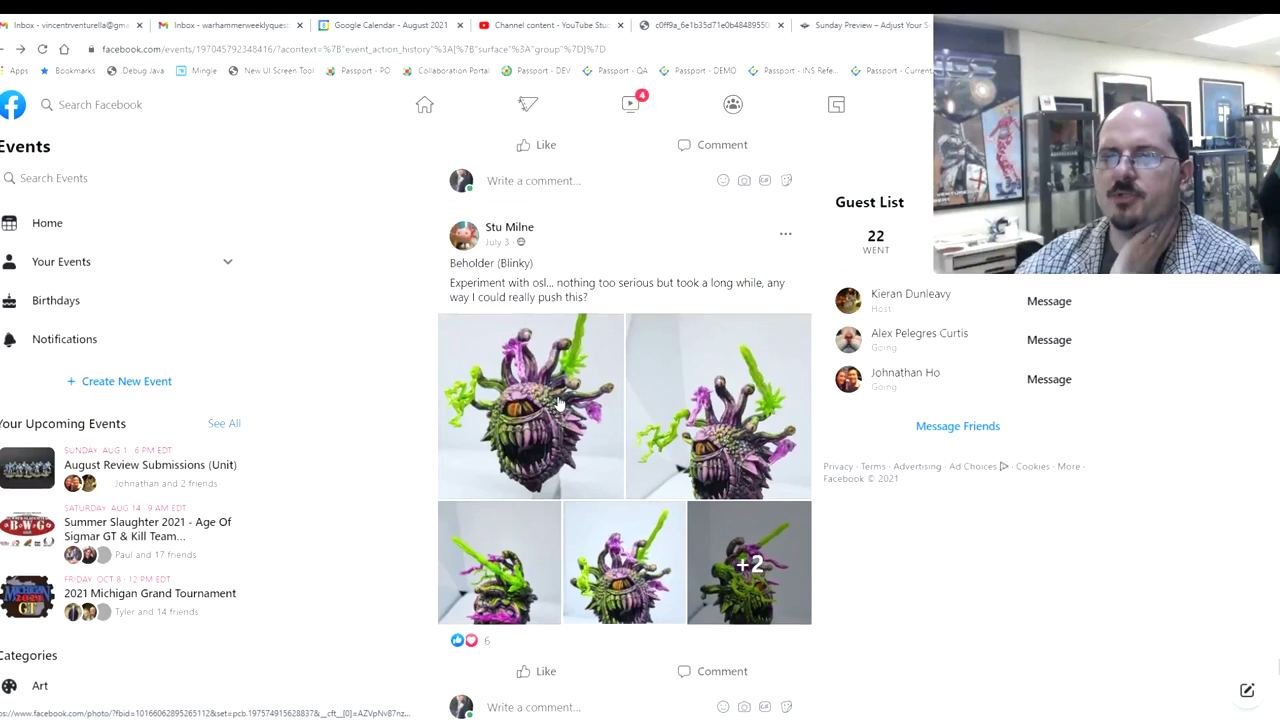 Inbox - vincentrventurella@gm
Inbox - warhammerweeklyques
Google Calendar - August 2021
Channel content - YouTube Stu
c0ff9a_6e1b35d71e0b48489550
Sunday Preview – Adjust Your S
facebook.com/events/197045792348416/?acontext=%7B"event_action_history"%3A[%7B"surface"%3A"group"%7D]%7D
Apps
Bookmarks
Debug Java
Mingle
New UI Screen Tool
Passport - PO
Collaboration Portal
Passport - DEV
Passport - QA
Passport - DEMO
Passport - INS Refe...
Passport - Current
Search Facebook
4
Events
Search Events
Home
Your Events
Birthdays
Notifications
+ Create New Event
Your Upcoming Events
See All
SUNDAY, AUG 1 · 6 PM EDT
August Review Submissions (Unit)
Johnathan and 2 friends
SATURDAY, AUG 14 · 9 AM EDT
Summer Slaughter 2021 - Age Of
Sigmar GT & Kill Team...
Paul and 17 friends
FRIDAY, OCT 8 · 12 PM EDT
2021 Michigan Grand Tournament
Tyler and 14 friends
Categories
Art
Like
Comment
Write a comment...
Stu Milne
July 3 ·
Beholder (Blinky)
Experiment with osl... nothing too serious but took a long while, any
way I could really push this?
+2
6
Like
Comment
Write a comment...
Guest List
22
WENT
Kieran Dunleavy
Host
Message
Alex Pelegres Curtis
Going
Message
Johnathan Ho
Going
Message
Message Friends
Privacy · Terms · Advertising · Ad Choices · Cookies · More ·
Facebook © 2021